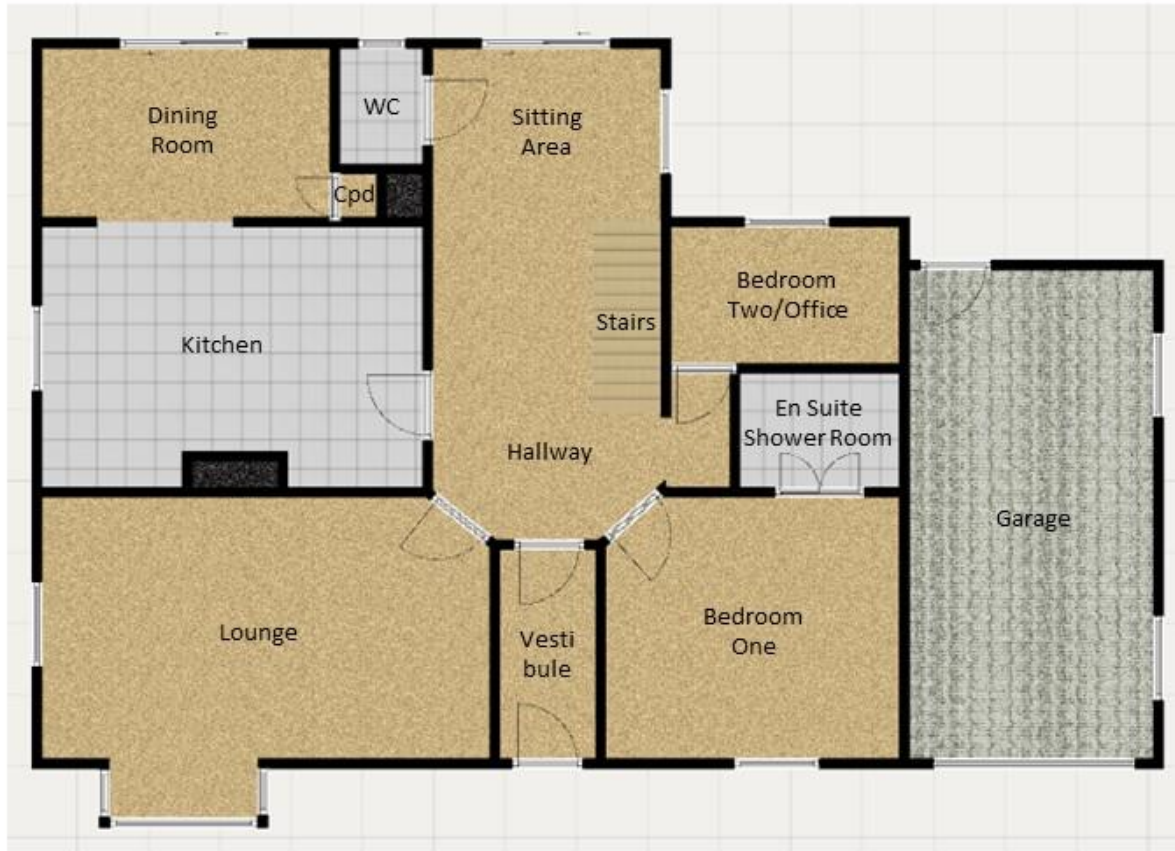 Dining
Room
WC
Sitting
Area
Cpd
Bedroom
Two/Office
Stairs
Kitchen
En Suite
Shower Room
Hallway
Garage
Lounge
Vesti
bule
Bedroom
One